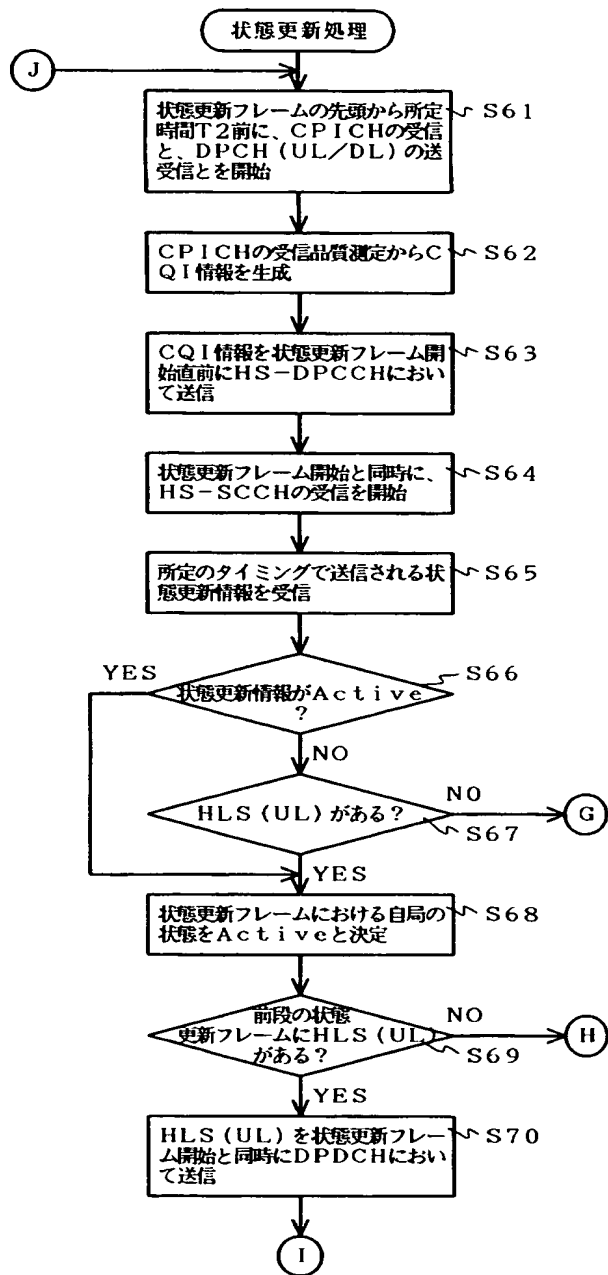 状態更新処理
J
状態更新フレームの先頭から所定
時間T2前に、CPICHの受信
と、DPCH(UL/DL)の送
受信とを開始
S61
CPICHの受信品質測定からC
QI情報を生成
S62
CQI情報を状態更新フレーム開
始直前にHS-DPCCHにおい
て送信
S63
状態更新フレーム開始と同時に、
HS-SCCHの受信を開始
S64
所定のタイミングで送信される状
態更新情報を受信
S65
YES
状態更新情報がActive
?
S66
NO
HLS(UL)がある?
NO
S67
G
YES
状態更新フレームにおける自局の
状態をActiveと決定
S68
前段の状態
更新フレームにHLS(UL)
がある?
NO
S69
H
YES
HLS(UL)を状態更新フレー
ム開始と同時にDPDCHにおい
て送信
S70
I